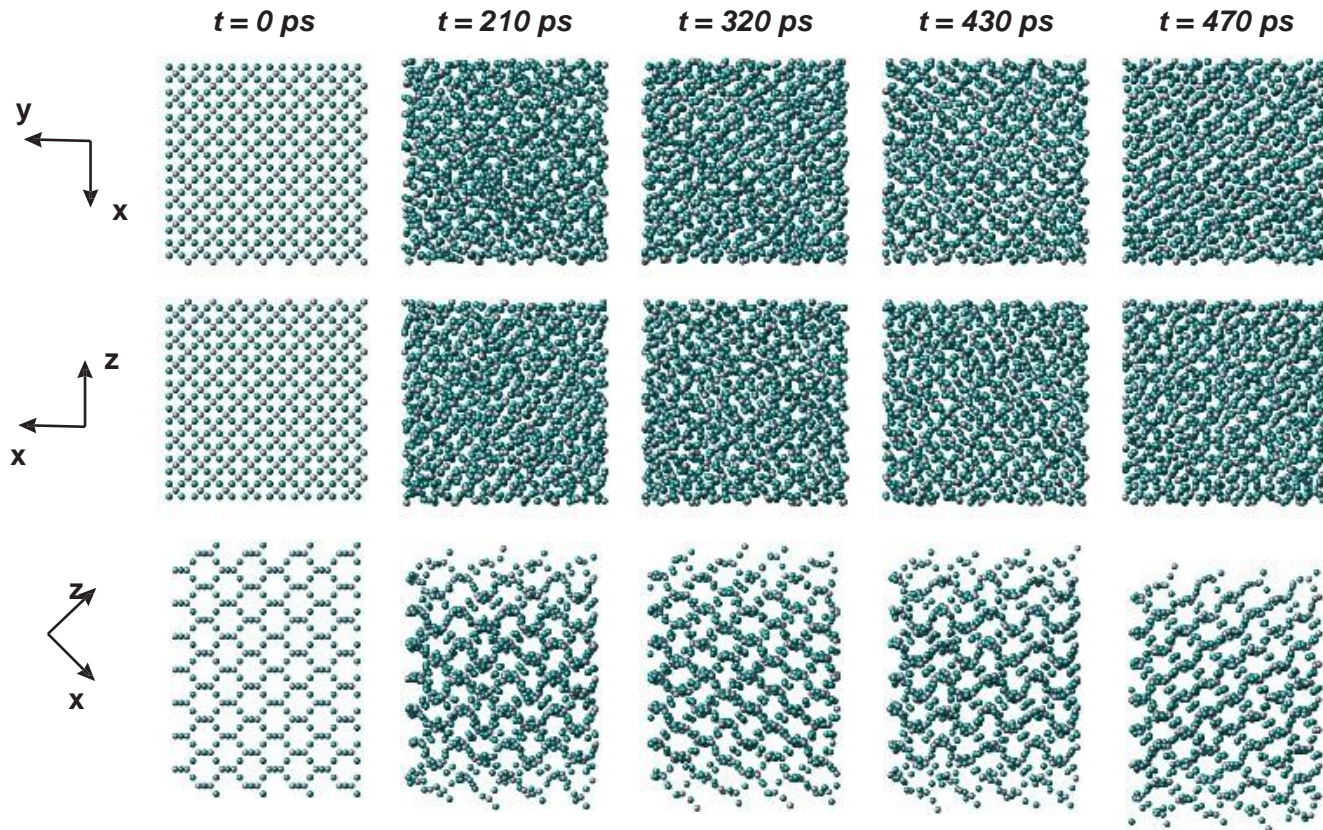 t = 0 ps t = 210 ps t = 320 ps t = 430 ps t = 470 ps
y
x
z
x
z
x